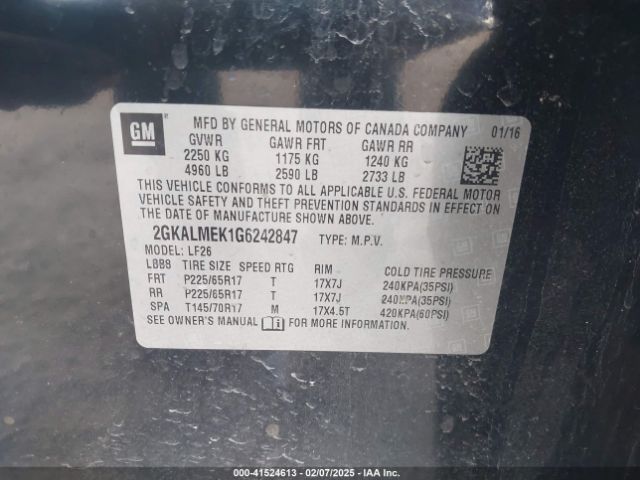 GM ®
MFD BY GENERAL MOTORS OF CANADA COMPANY 01/16
GVWR GAWR FRT GAWR RR
2250 KG 1175 KG 1240 KG
4960 LB 2590 LB 2733 LB
THIS VEHICLE CONFORMS TO ALL APPLICABLE U.S. FEDERAL MOTOR
VEHICLE SAFETY AND THEFT PREVENTION STANDARDS IN EFFECT ON
THE DATE OF MANUFACTURE SHOWN ABOVE.
2GKALMEK1G6242847 TYPE: M.P.V.
MODEL: LF26
L8B8 TIRE SIZE SPEED RTG RIM COLD TIRE PRESSURE
FRT P225/65R17 T 17X7J 240KPA(35PSI)
RR P225/65R17 T 17X7J 240KPA(35PSI)
SPA T145/70R17 M 17X4.5T 420KPA(60PSI)
SEE OWNER'S MANUAL FOR MORE INFORMATION.
000-41524613 - 02/07/2025 - IAA Inc.